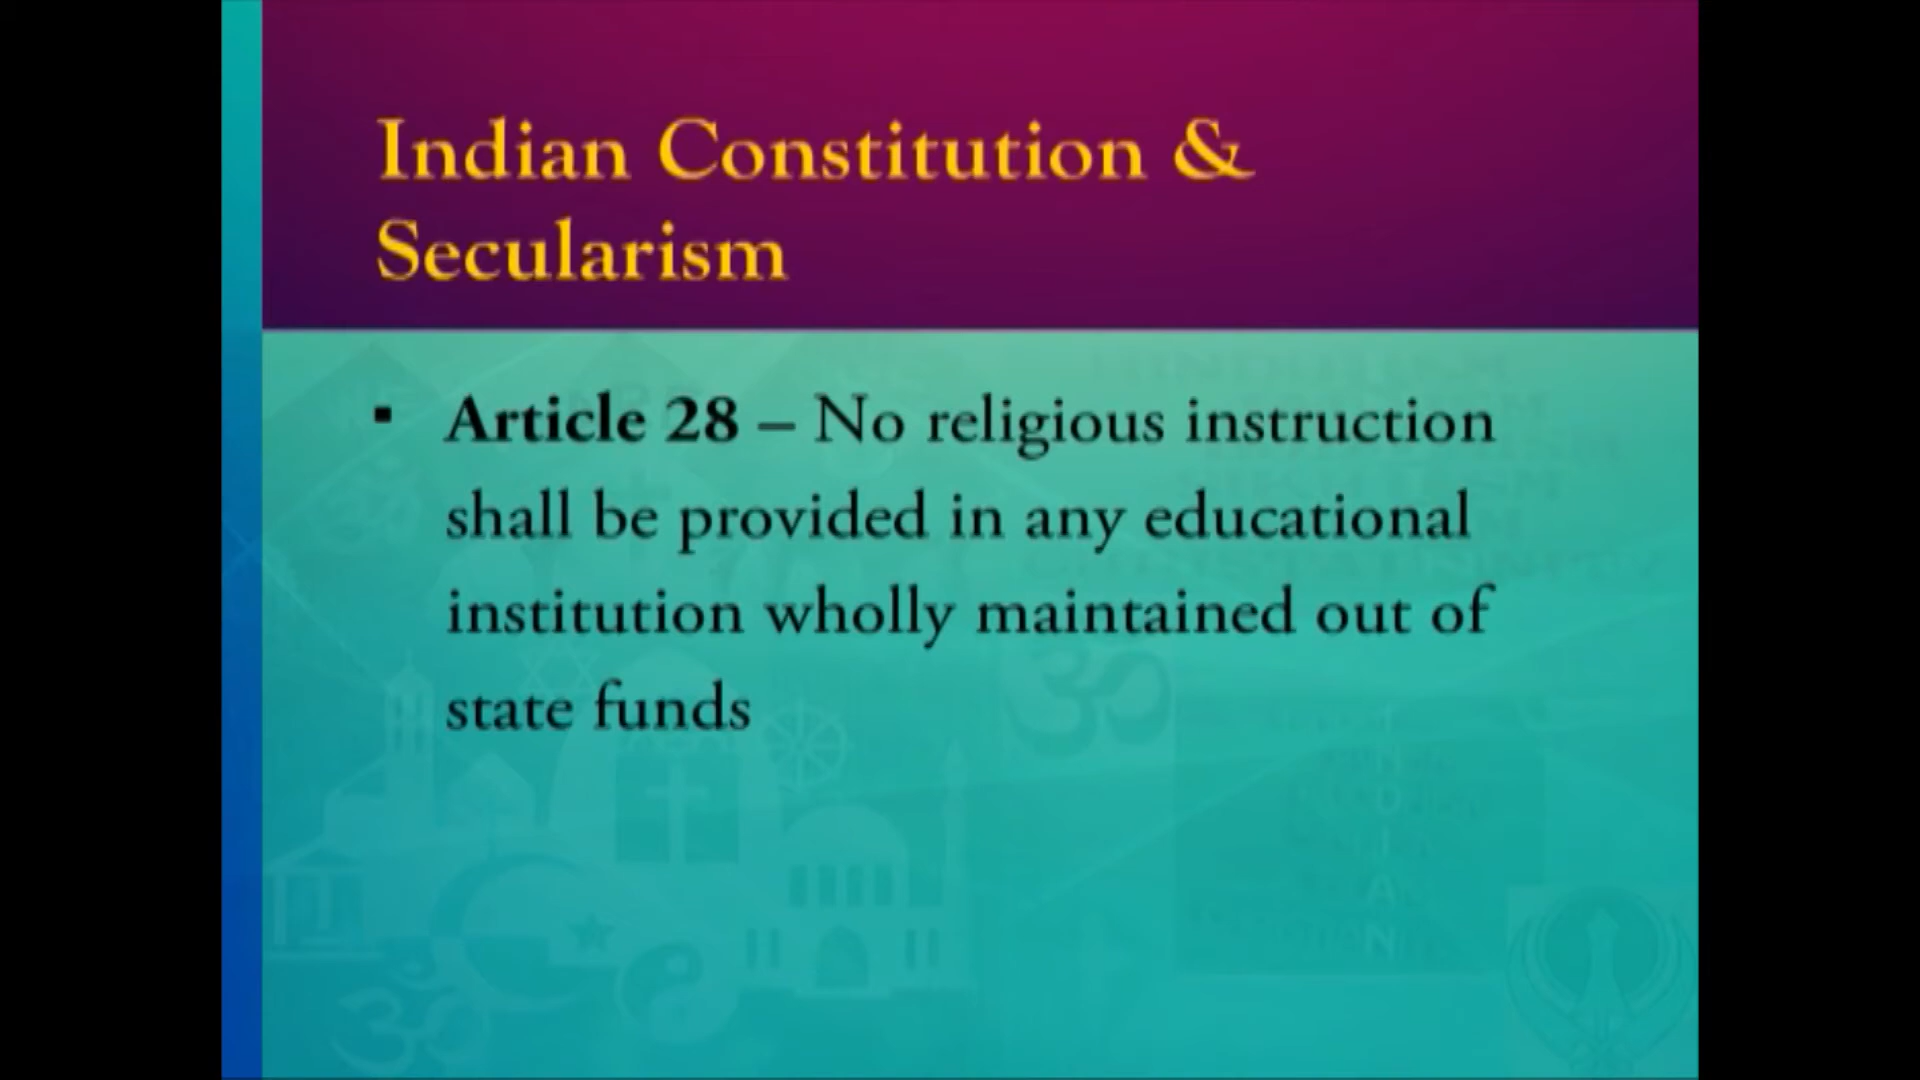 Indian Constitution &
Secularism
▪ Article 28 – No religious instruction
shall be provided in any educational
institution wholly maintained out of
state funds